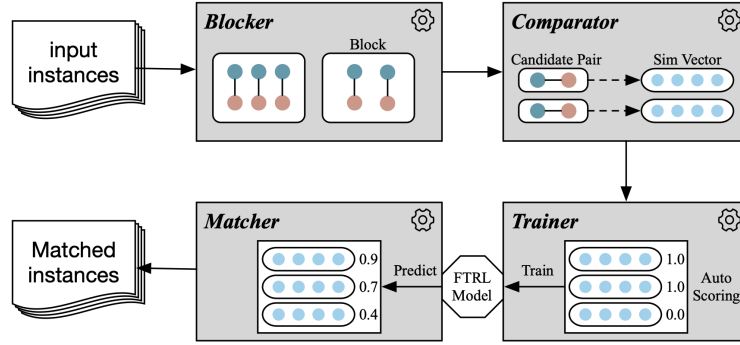 input
instances
Blocker
Block
Comparator
Candidate Pair
Sim Vector
Matched
instances
Matcher
0.9
0.7
0.4
Predict
FTRL
Model
Train
Trainer
1.0
1.0
0.0
Auto
Scoring